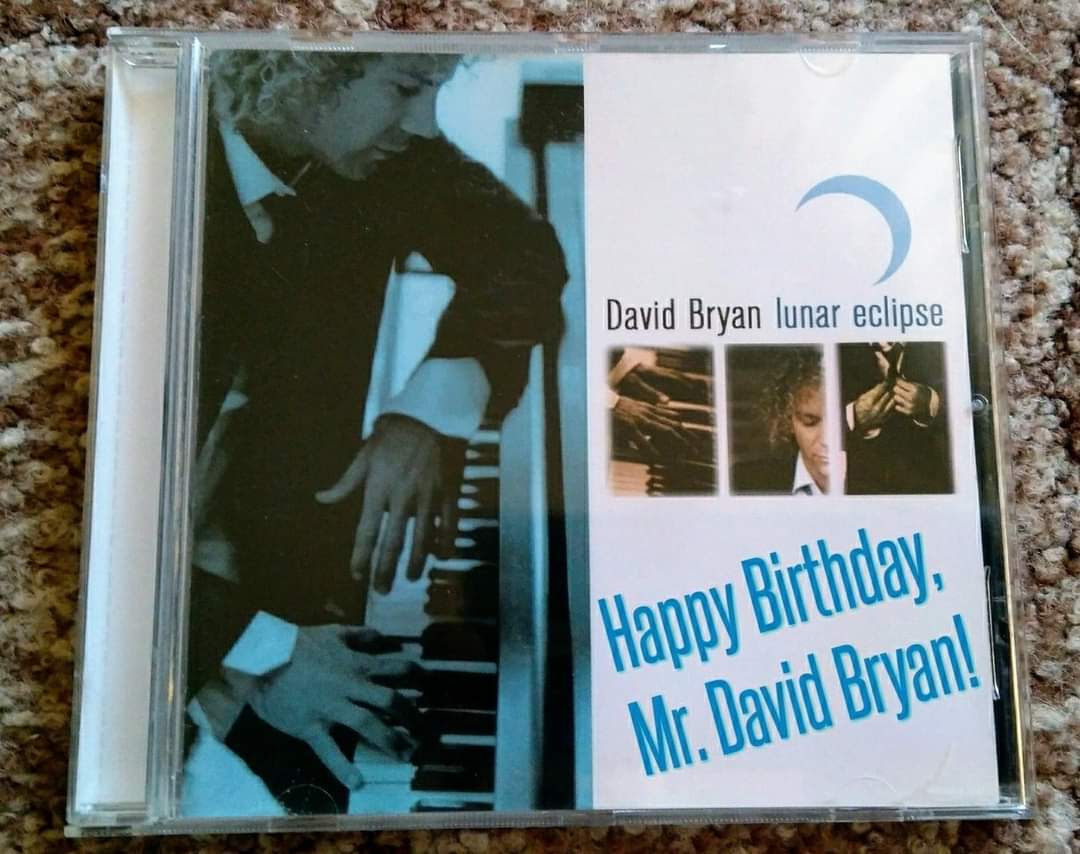 David Bryan lunar eclipse
Happy Birthday,
Mr. David Bryan!